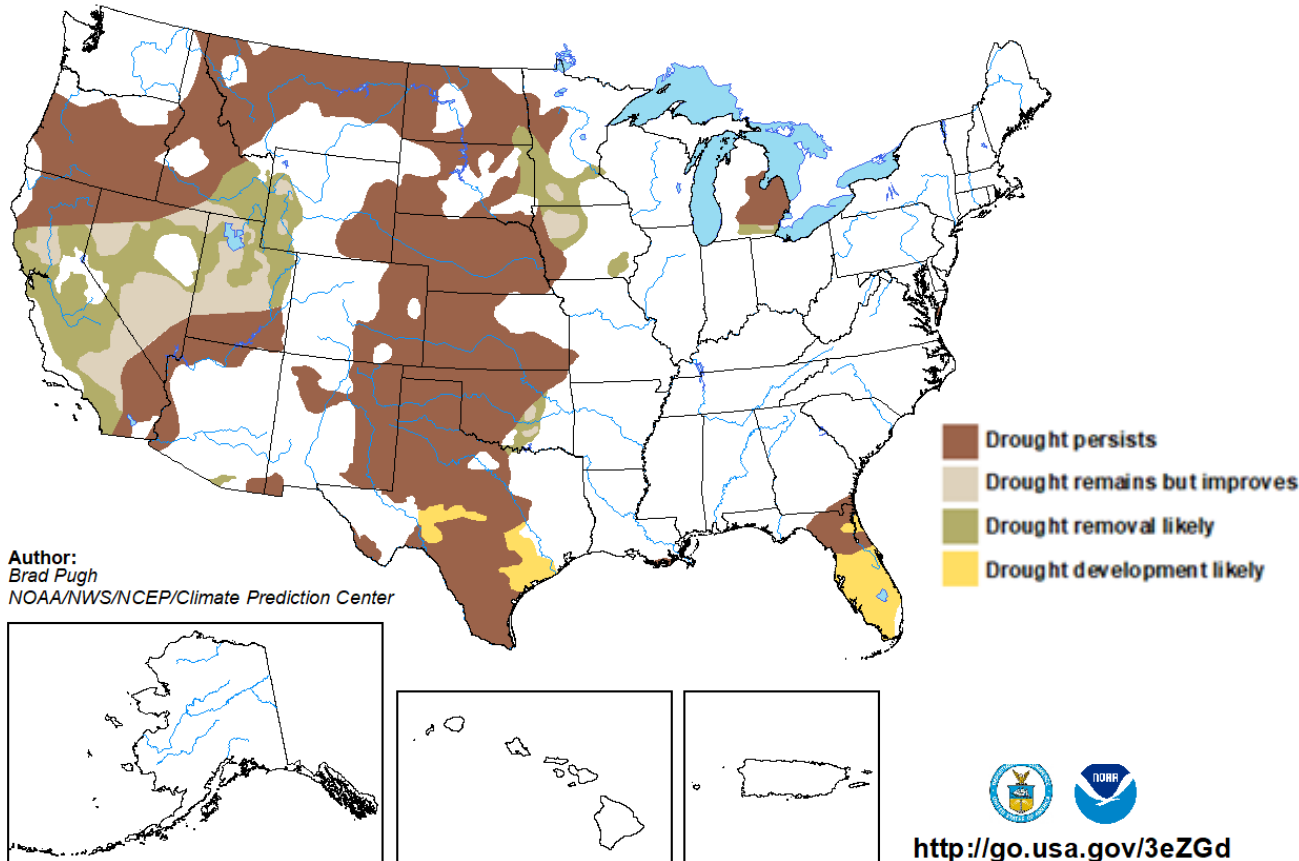 Drought persists
Drought remains but improves
Drought removal likely
Drought development likely
Author:
Brad Pugh
NOAA/NWS/NCEP/Climate Prediction Center
NOAA
http://go.usa.gov/3eZGd